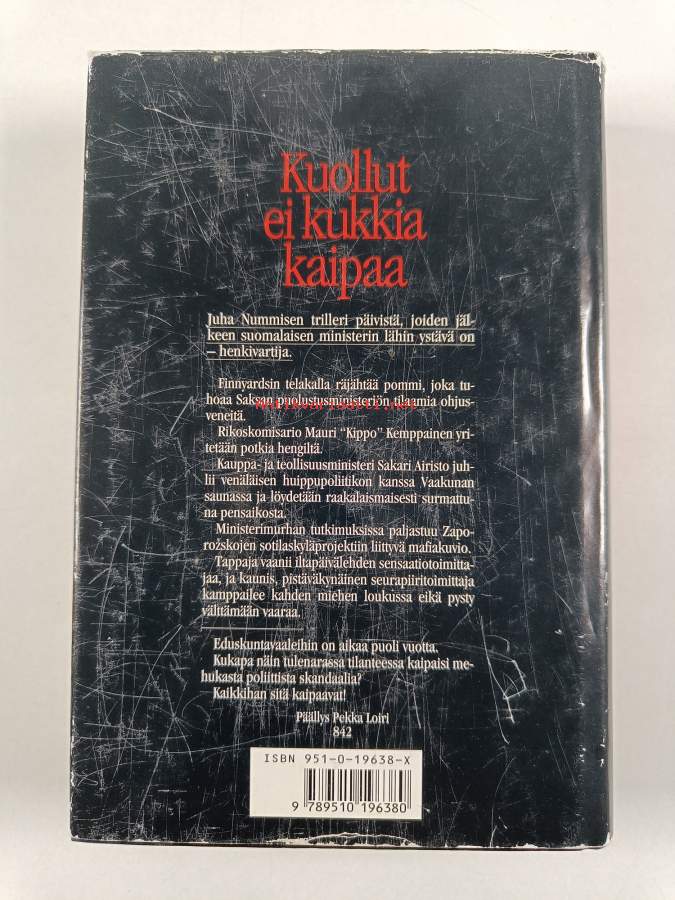 Kuollut
ei kukkia
kaipaa
Juha Nummisen trilleri päivistä, joiden jäl-
keen suomalaisen ministerin lähin ystävä on
– henkivartija.
Finnyardsin telakalla räjähtää pommi, joka tu-
hoaa Saksan puolustusministeriön tilaamia ohjus-
veneitä.
Rikoskomisario Mauri "Kippo" Kemppainen yri-
tetään potkia hengiltä.
Kauppa- ja teollisuusministeri Sakari Airisto juh-
lii venäläisen huippupoliitikon kanssa Vaakunan
saunassa ja löydetään raakalaismaisesti surmattu-
na pensaikosta.
Ministerimurhan tutkimuksissa paljastuu Zapo-
rožskojen sotilaskyläprojektiin liittyvä mafiakuvio.
Tappaja vaanii iltapäivälehden sensaatiotoimitta-
jaa, ja kaunis, pistäväkynäinen seurapiiritoimittaja
kamppailee kahden miehen loukussa eikä pysty
välttämään vaaraa.
Eduskuntavaaleihin on aikaa puoli vuotta.
Kukapa näin tulenarassa tilanteessa kaipaisi me-
hukasta poliittista skandaalia?
Kaikkihan sitä kaipaavat!
Päällys Pekka Loiri
842
ISBN 951-0-19638-X
9 789510 196380